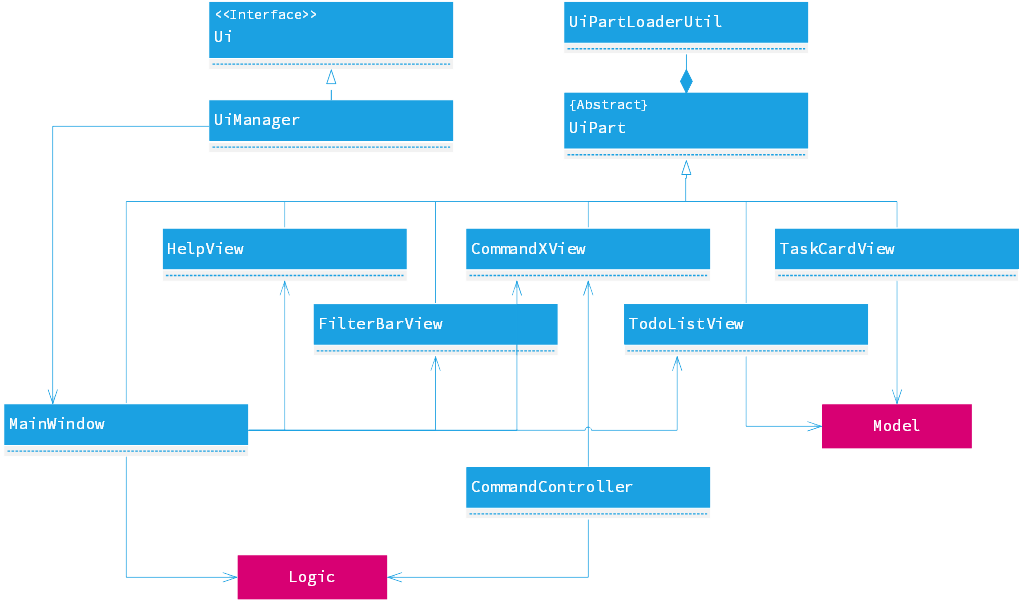 <<Interface>>
Ui
UiPartLoaderUtil
{Abstract}
UiPart
UiManager
HelpView
CommandXView
TaskCardView
FilterBarView
TodoListView
MainWindow
Model
CommandController
Logic